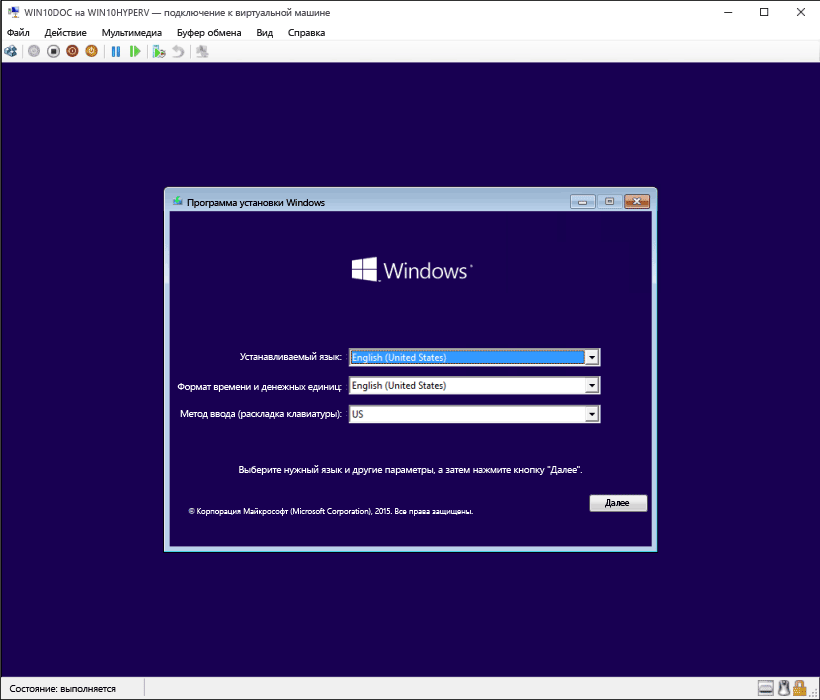 WIN10DOC на WIN10HYPERV — подключение к виртуальной машине
Файл Действие Мультимедиа Буфер обмена Вид Справка
Программа установки Windows
Windows
Устанавливаемый язык: English (United States)
Формат времени и денежных единиц: English (United States)
Метод ввода (раскладка клавиатуры): US
Выберите нужный язык и другие параметры, а затем нажмите кнопку "Далее".
Далее
© Корпорация Майкрософт (Microsoft Corporation), 2015. Все права защищены.
Состояние: выполняется